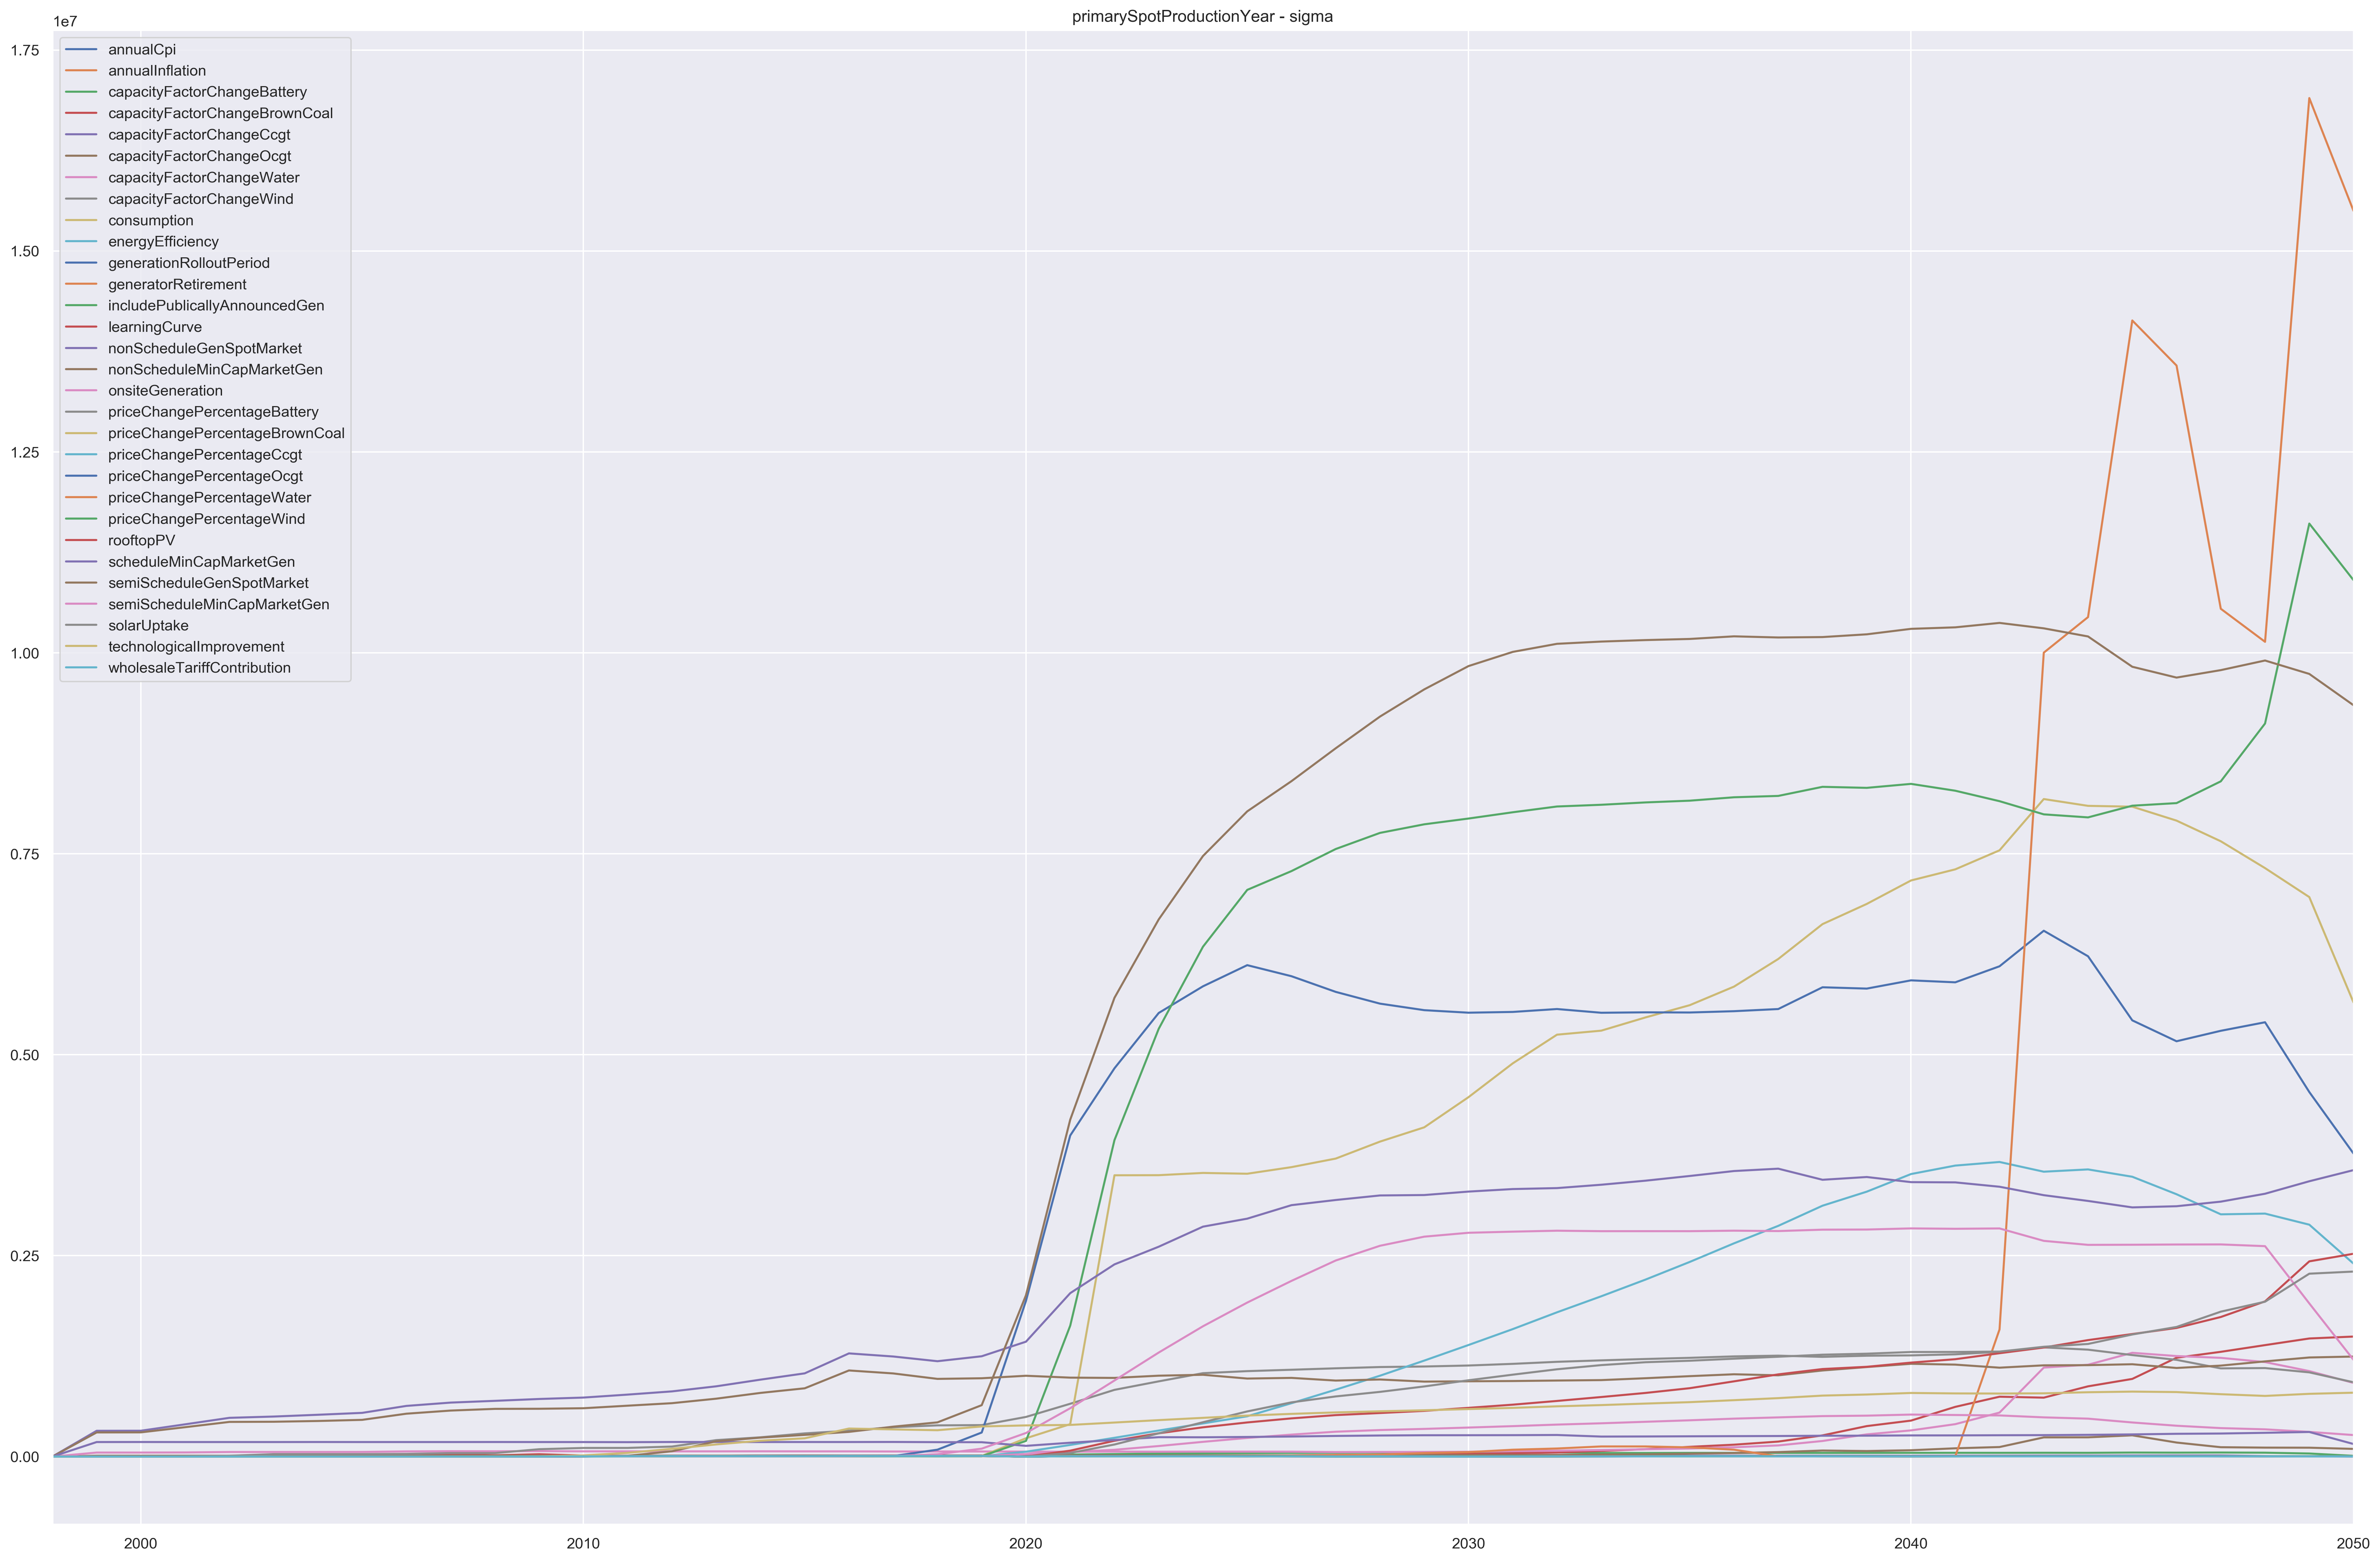 primarySpotProductionYear - sigma
1e7
1.75
1.50
1.25
1.00
0.75
0.50
0.25
0.00
annualCpi
annualInflation
capacityFactorChangeBattery
capacityFactorChangeBrownCoal
capacityFactorChangeCcgt
capacityFactorChangeOcgt
capacityFactorChangeWater
capacityFactorChangeWind
consumption
energyEfficiency
generationRolloutPeriod
generatorRetirement
includePublicallyAnnouncedGen
learningCurve
nonScheduleGenSpotMarket
nonScheduleMinCapMarketGen
onsiteGeneration
priceChangePercentageBattery
priceChangePercentageBrownCoal
priceChangePercentageCcgt
priceChangePercentageOcgt
priceChangePercentageWater
priceChangePercentageWind
rooftopPV
scheduleMinCapMarketGen
semiScheduleGenSpotMarket
semiScheduleMinCapMarketGen
solarUptake
technologicalImprovement
wholesaleTariffContribution
2000 2010 2020 2030 2040 2050